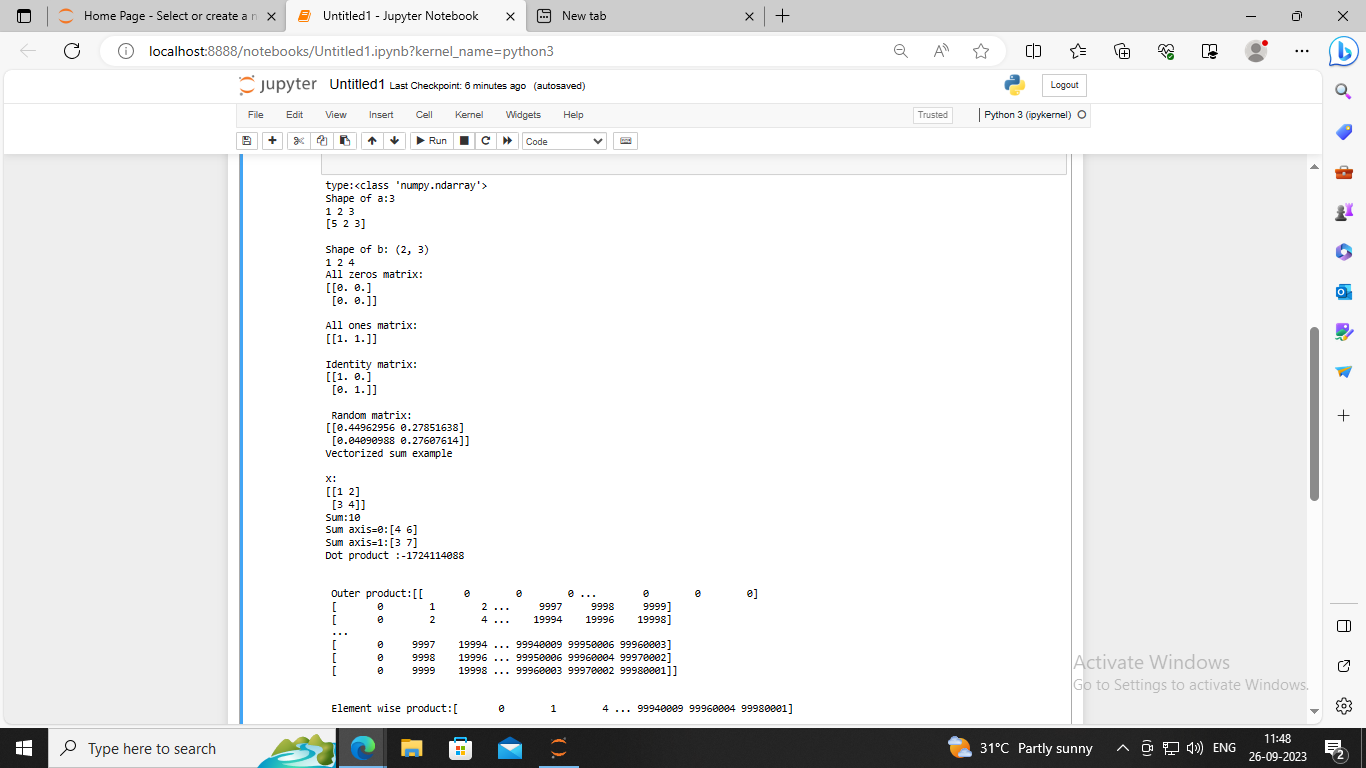 Home Page - Select or create a n
Untitled1 - Jupyter Notebook
New tab
localhost:8888/notebooks/Untitled1.ipynb?kernel_name=python3
jupyter Untitled1 Last Checkpoint: 6 minutes ago (autosaved)
Logout
File Edit View Insert Cell Kernel Widgets Help
Trusted
Python 3 (ipykernel)
Run
Code
type:<class 'numpy.ndarray'>
Shape of a:3
1 2 3
[5 2 3]
Shape of b: (2, 3)
1 2 4
All zeros matrix:
[[0. 0.]
[0. 0.]]
All ones matrix:
[[1. 1.]]
Identity matrix:
[[1. 0.]
[0. 1.]]
Random matrix:
[[0.44962956 0.27851638]
[0.04090988 0.27607614]]
Vectorized sum example
x:
[[1 2]
[3 4]]
Sum:10
Sum axis=0:[4 6]
Sum axis=1:[3 7]
Dot product :-1724114088
Outer product:[[ 0 0 0 ... 0 0 0]
[ 0 1 2 ... 9997 9998 9999]
[ 0 2 4 ... 19994 19996 19998]
...
[ 0 9997 19994 ... 99940009 99950006 99960003]
[ 0 9998 19996 ... 99950006 99960004 99970002]
[ 0 9999 19998 ... 99960003 99970002 99980001]]
Element wise product:[ 0 1 4 ... 99940009 99960004 99980001]
Activate Windows
Go to Settings to activate Windows.
Type here to search
31°C Partly sunny
ENG
11:48
26-09-2023
2